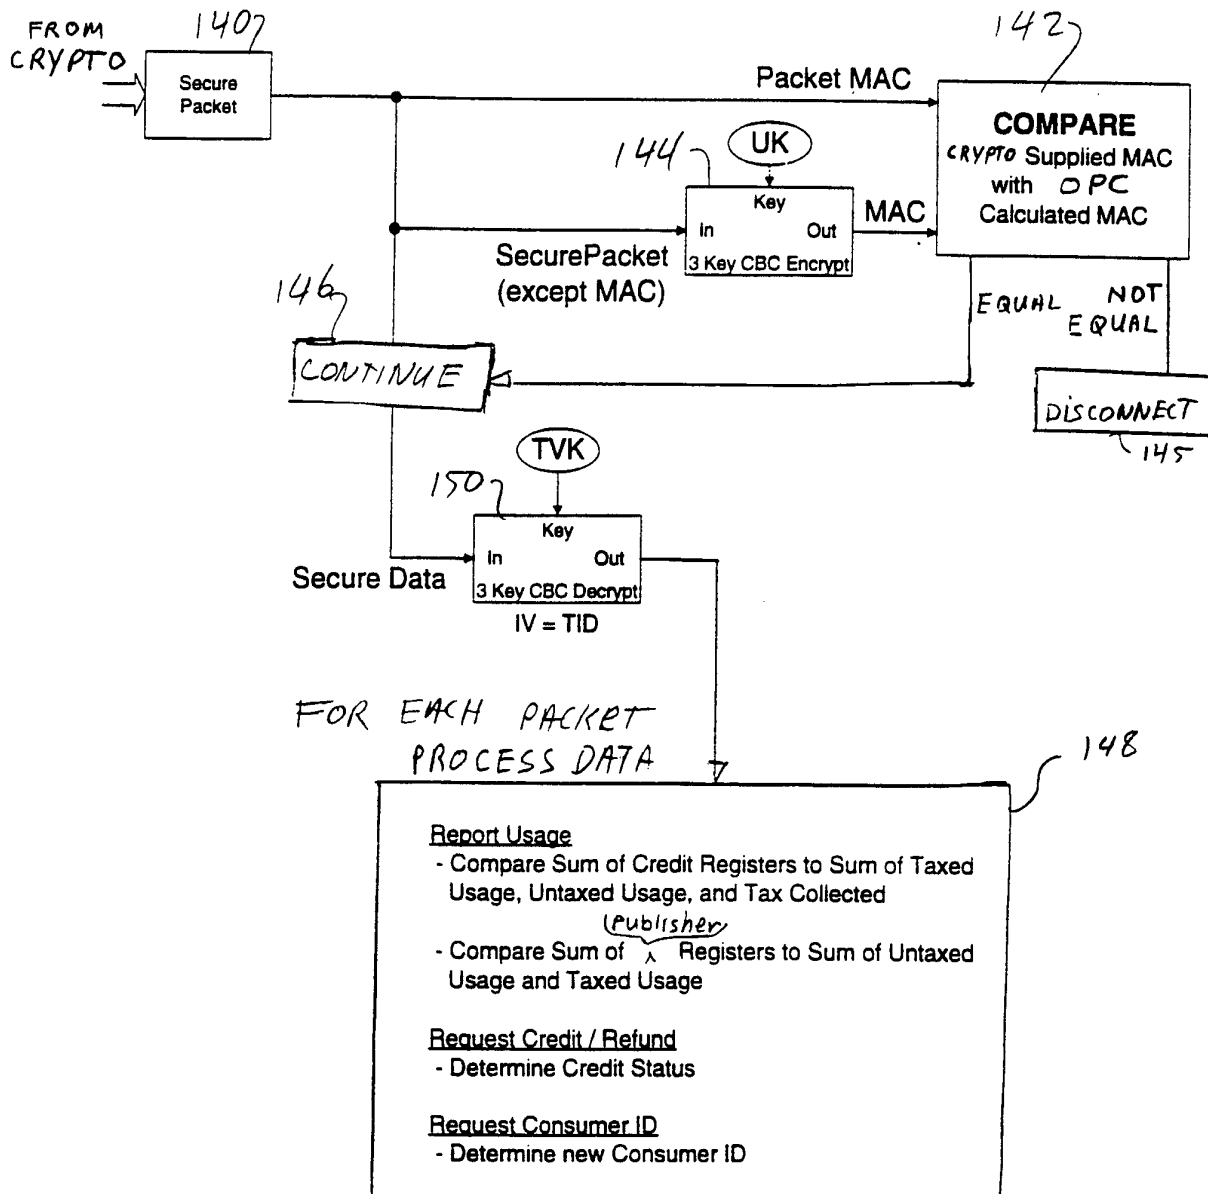 FROM
CRYPTO
140
Secure
Packet
Packet MAC
142
COMPARE
CRYPTO Supplied MAC
with OPC
Calculated MAC
144
UK
Key
In Out
3 Key CBC Encrypt
MAC
SecurePacket
(except MAC)
146
CONTINUE
EQUAL
NOT
EQUAL
DISCONNECT
145
TVK
150
Key
In Out
3 Key CBC Decrypt
Secure Data
IV = TID
FOR EACH PACKET
PROCESS DATA
148
Report Usage
- Compare Sum of Credit Registers to Sum of Taxed
Usage, Untaxed Usage, and Tax Collected
Publisher
- Compare Sum of ^ Registers to Sum of Untaxed
Usage and Taxed Usage
Request Credit / Refund
- Determine Credit Status
Request Consumer ID
- Determine new Consumer ID